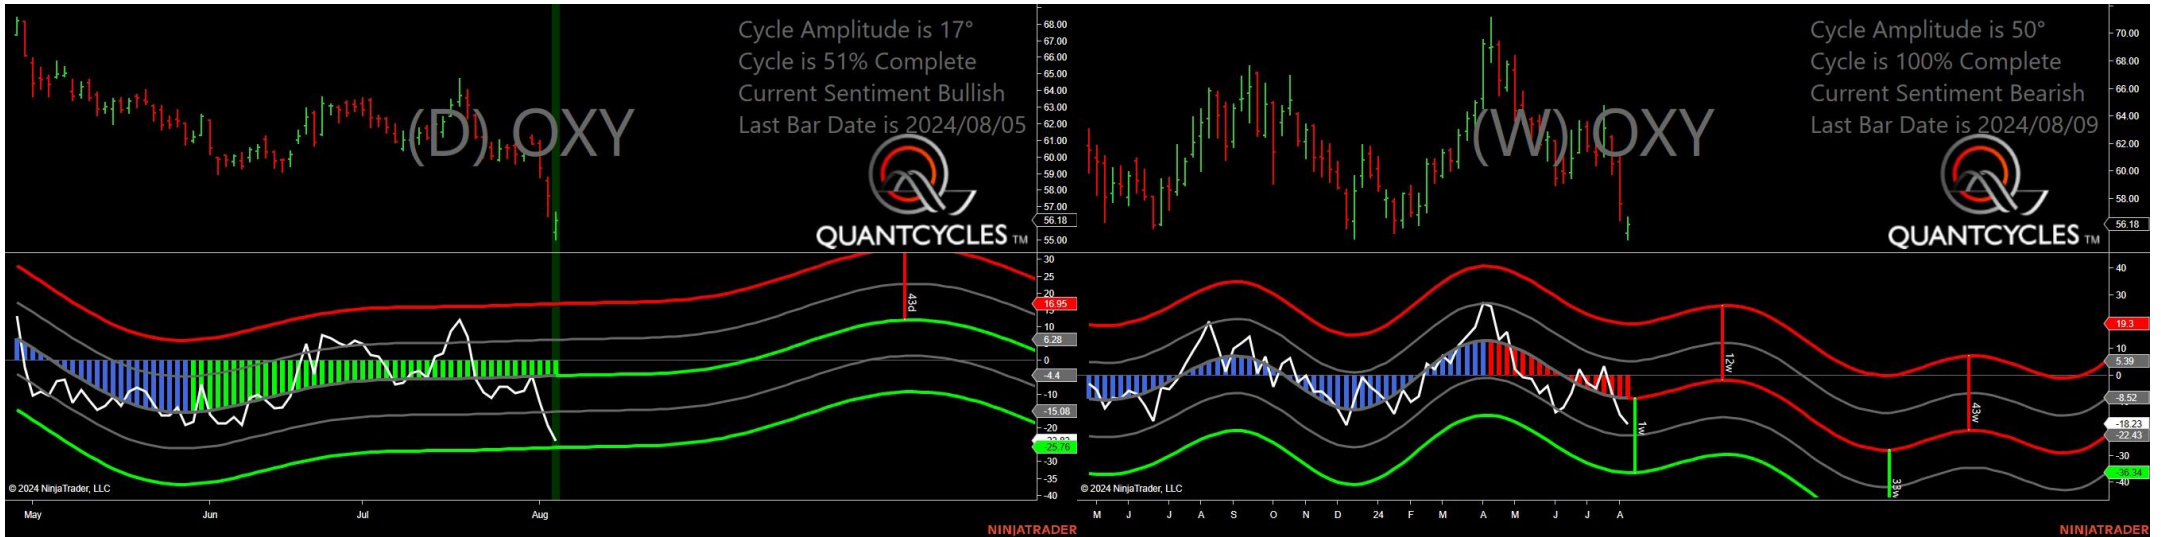 Cycle Amplitude is 17°
Cycle is 51% Complete
Current Sentiment Bullish
Last Bar Date is 2024/08/05
(D) OXY
QUANTCYCLES TM
68.00
67.00
66.00
65.00
64.00
63.00
62.00
61.00
60.00
59.00
58.00
57.00
56.18
55.00
30
25
20
16.95
10
6.28
0
-4.4
-10
-15.08
-20
-25.76
-30
-35
-40
43d
© 2024 NinjaTrader, LLC
May Jun Jul Aug
NINJATRADER
Cycle Amplitude is 50°
Cycle is 100% Complete
Current Sentiment Bearish
Last Bar Date is 2024/08/09
(W) OXY
QUANTCYCLES TM
70.00
68.00
66.00
64.00
62.00
60.00
58.00
56.18
40
30
19.3
10
5.39
0
-8.52
-18.23
-22.43
-30
-36.34
-40
12w
1w
43w
33w
© 2024 NinjaTrader, LLC
M J J A S O N D 24 F M A M J J A
NINJATRADER